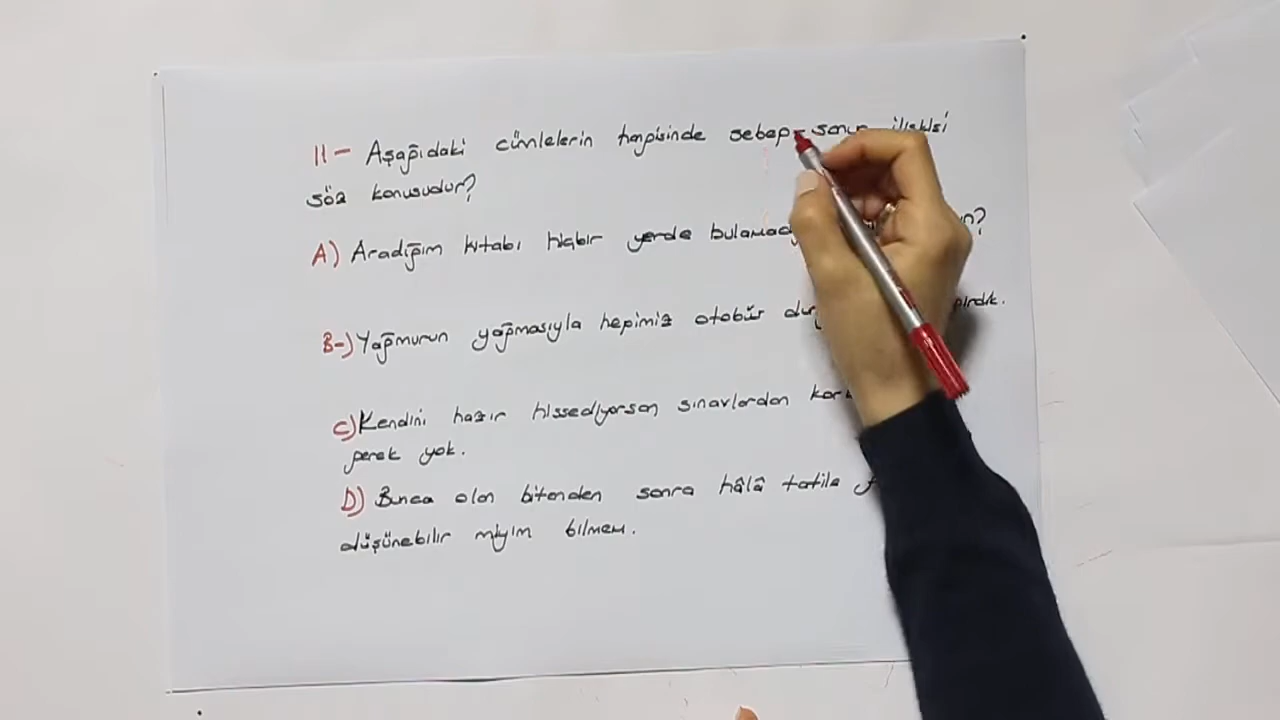 11- Aşağıdaki cümlelerin hangisinde sebep-sonuç ilişkisi
söz konusudur?
A) Aradığım kitabı hiçbir yerde
B-) Yağmurun yağmasıyla hepimiz otobüs
C) Kendini hazır hissediyorsan sınavlardan
gerek yok.
D) Bunca olan bitenden sonra hâlâ tatile
düşünebilir miyim bilmem.